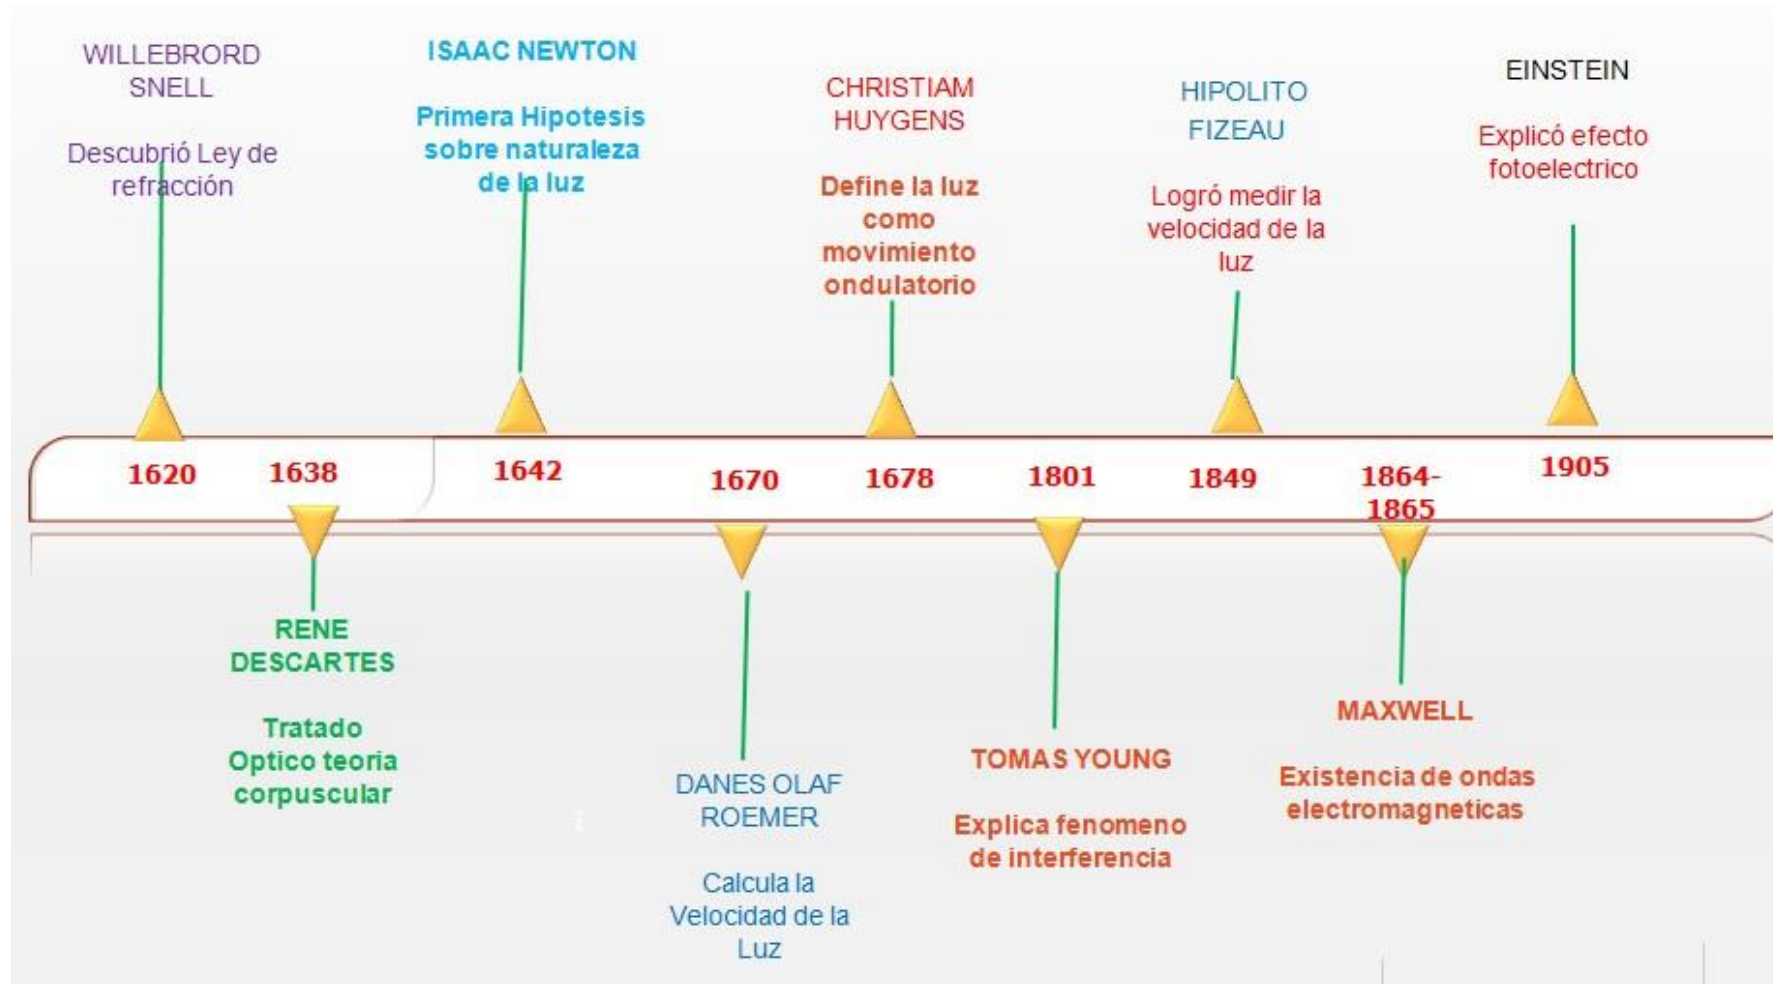 WILLEBRORD
SNELL
Descubrió Ley de
refracción
ISAAC NEWTON
Primera Hipotesis
sobre naturaleza
de la luz
CHRISTIAM
HUYGENS
Define la luz
como
movimiento
ondulatorio
HIPOLITO
FIZEAU
Logró medir la
velocidad de la
luz
EINSTEIN
Explicó efecto
fotoelectrico
1620
1638
1642
1670
1678
1801
1849
1864-
1865
1905
RENE
DESCARTES
Tratado
Optico teoria
corpuscular
DANES OLAF
ROEMER
Calcula la
Velocidad de la
Luz
TOMAS YOUNG
Explica fenomeno
de interferencia
MAXWELL
Existencia de ondas
electromagneticas